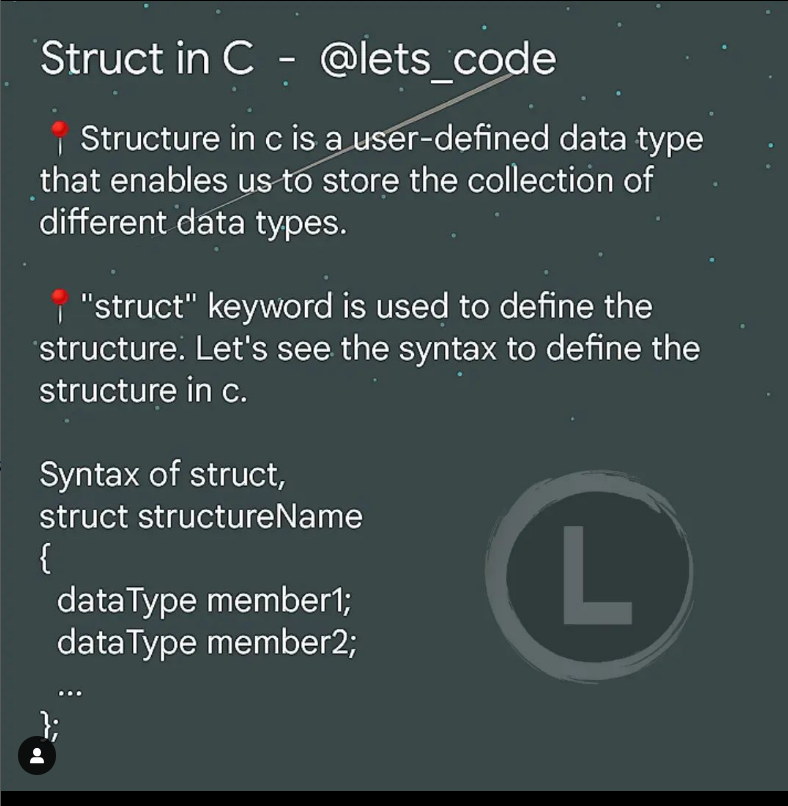 Struct in C - @lets_code
📍 Structure in c is a user-defined data type
that enables us to store the collection of
different data types.
📍 "struct" keyword is used to define the
structure. Let's see the syntax to define the
structure in c.
Syntax of struct,
struct structureName
{
dataType member1;
dataType member2;
...
};
L